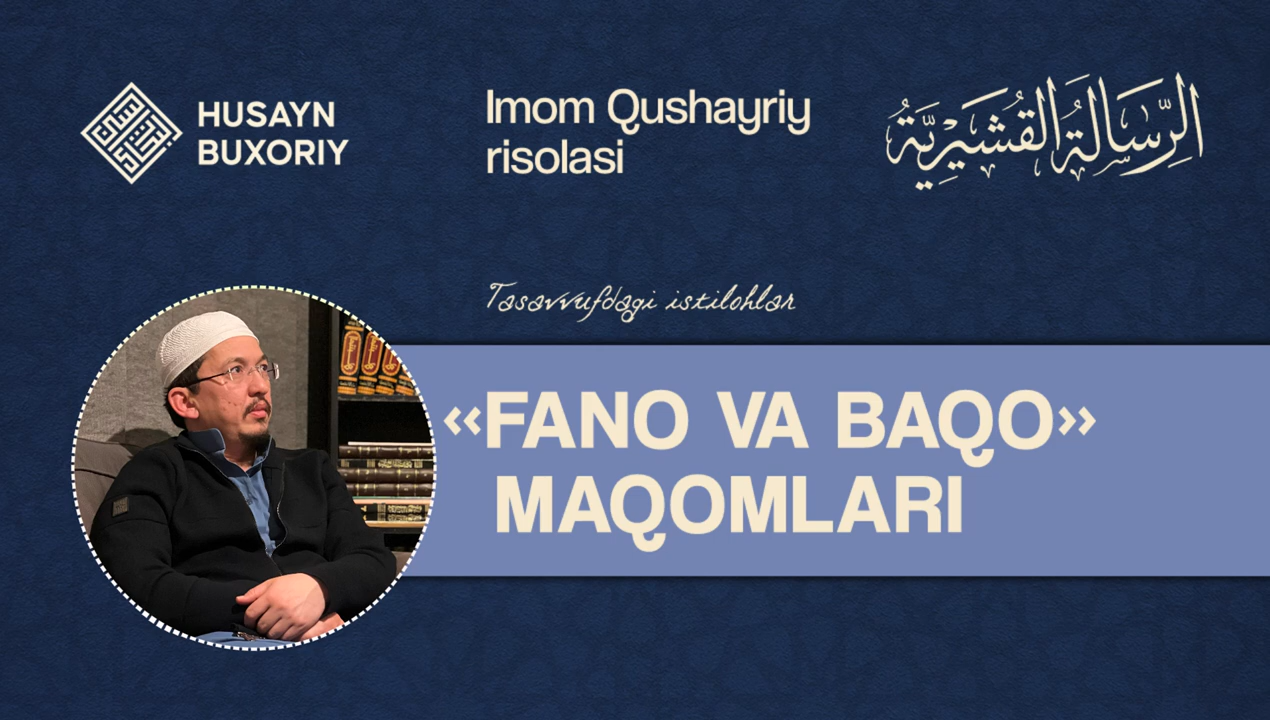 HUSAYN
BUXORIY
Imom Qushayriy
risolasi
الرِّسَالَةُ القُشَيْرِيَّةُ
Tasavvufdagi istilohlar
«FANO VA BAQO»
MAQOMLARI